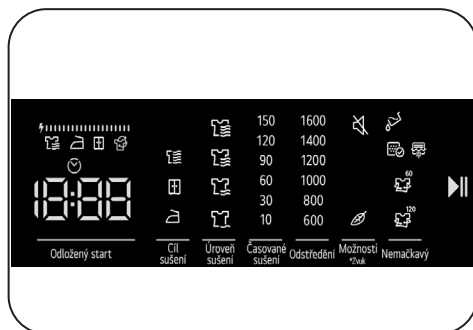 150 1600
120 1400
90 1200
60 1000
30 800
10 600
60
120
18:88
Odložený start
Cíl sušení
Úroveň sušení
Časované sušení
Odstředění
Možnosti
*Zvuk
Nemačkavý